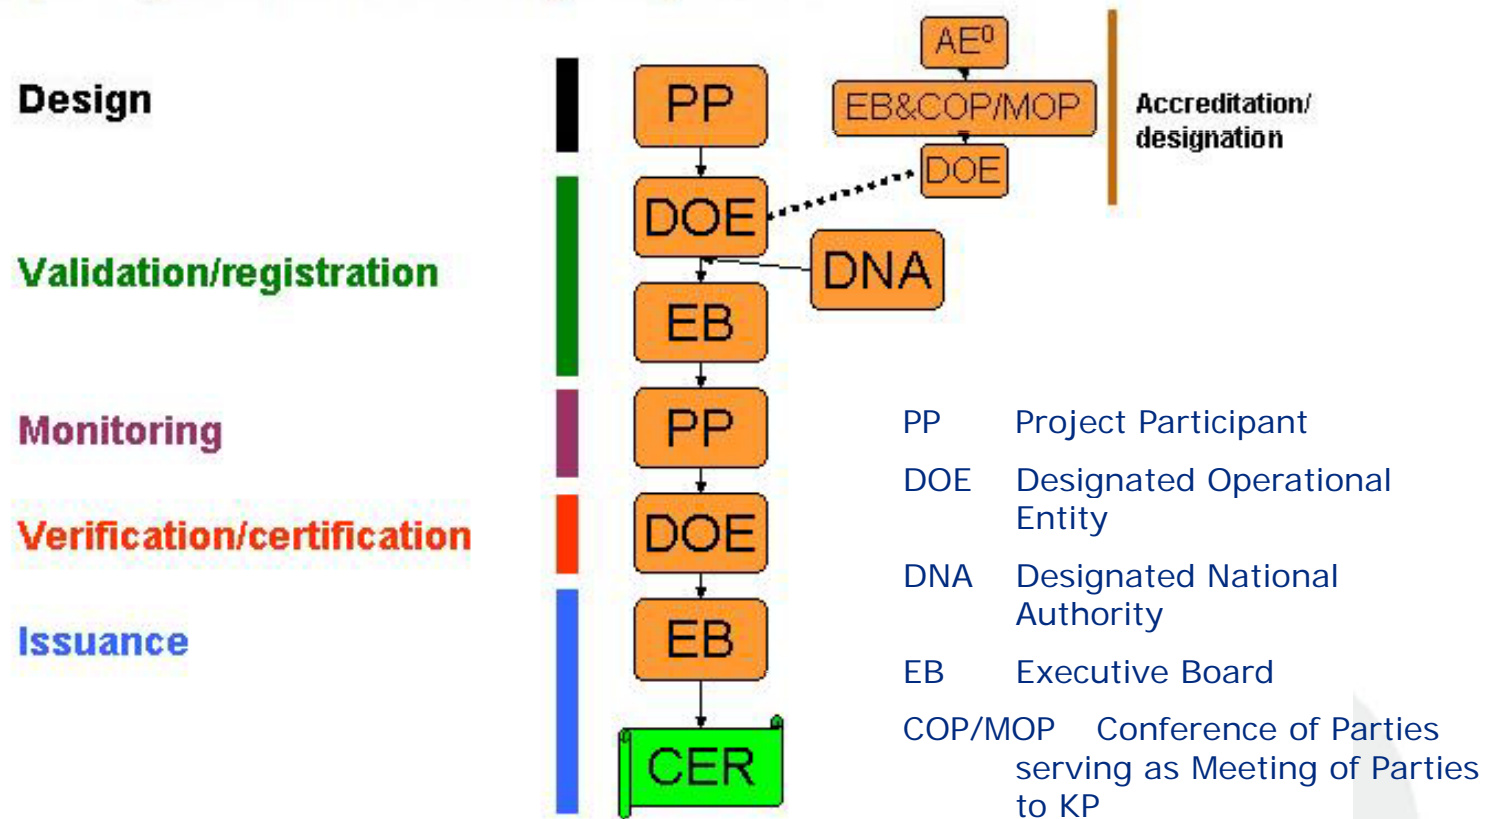 Design
PP
AE⁰
EB&COP/MOP
DOE
Accreditation/
designation
Validation/registration
DOE
DNA
EB
Monitoring
PP
Verification/certification
DOE
Issuance
EB
CER
PP Project Participant
DOE Designated Operational
Entity
DNA Designated National
Authority
EB Executive Board
COP/MOP Conference of Parties
serving as Meeting of Parties
to KP